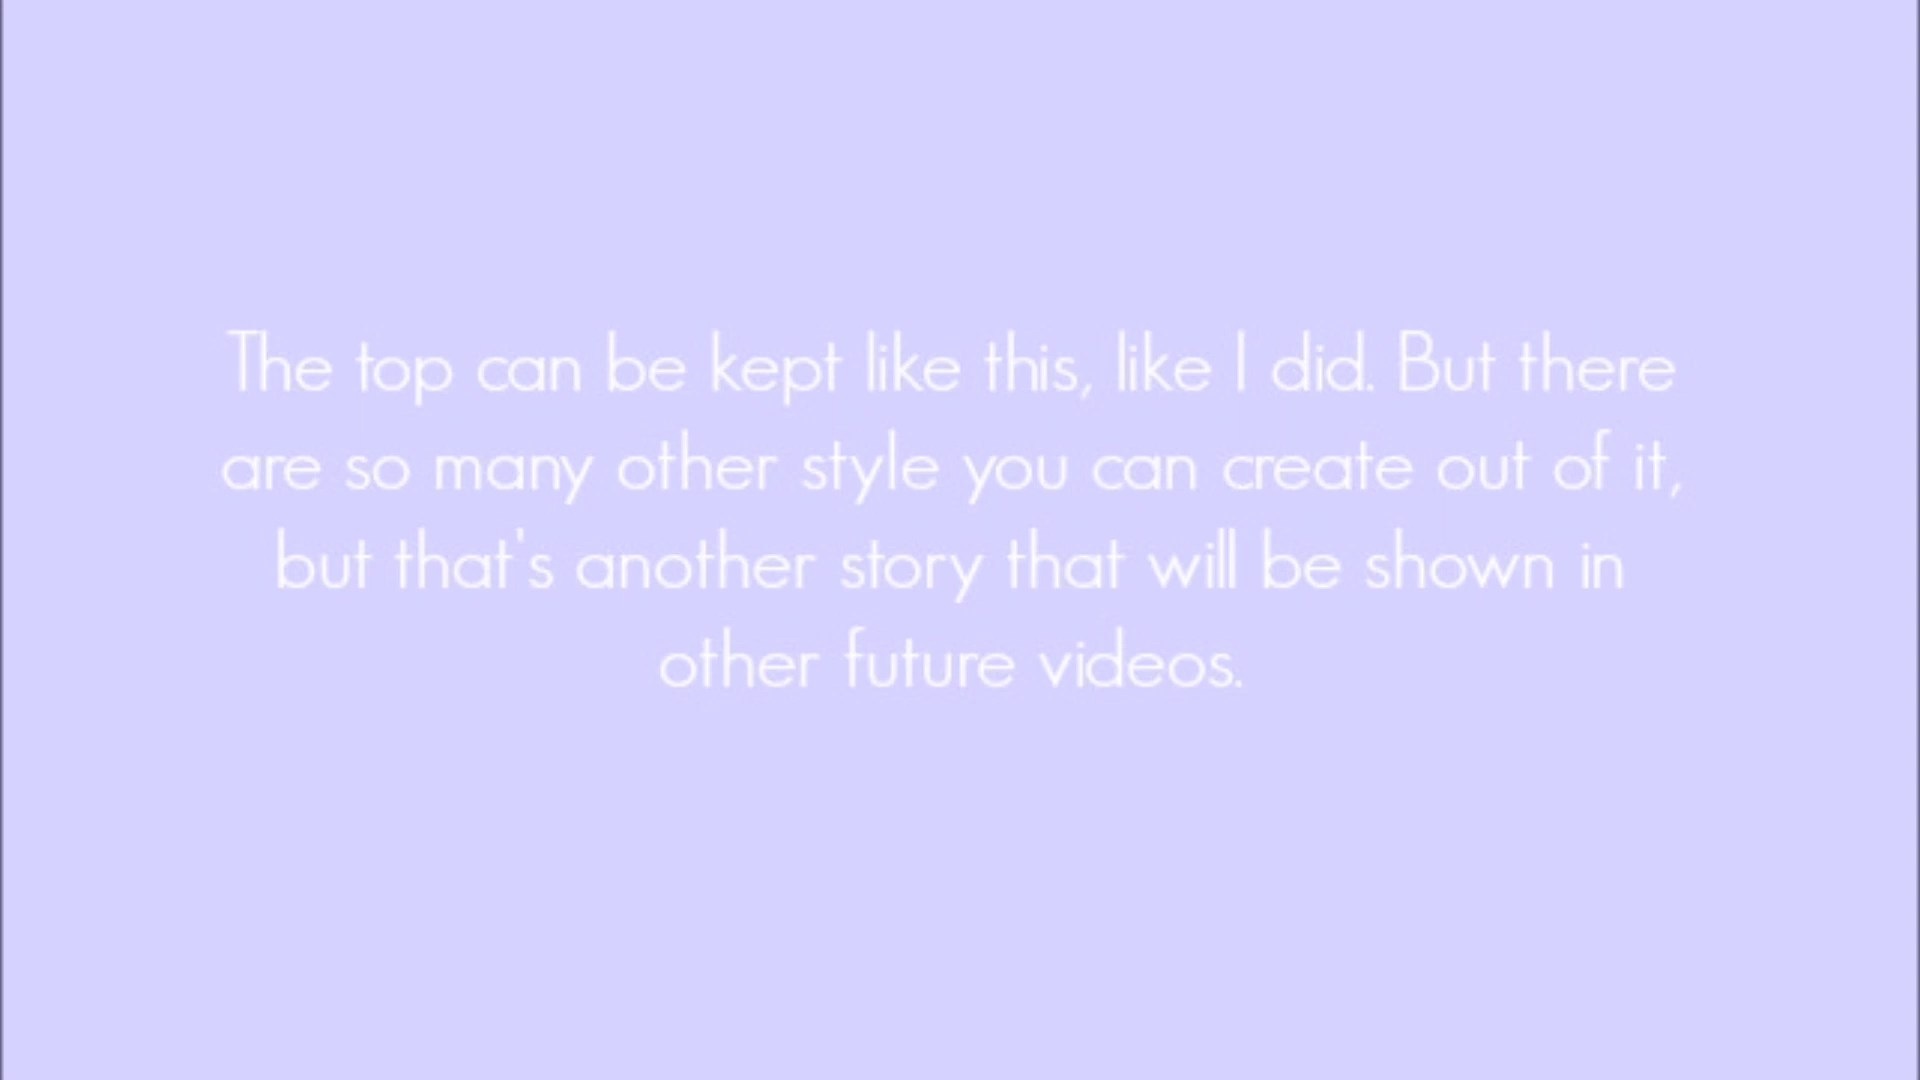 The top can be kept like this, like I did. But there
are so many other style you can create out of it,
but that's another story that will be shown in
other future videos.